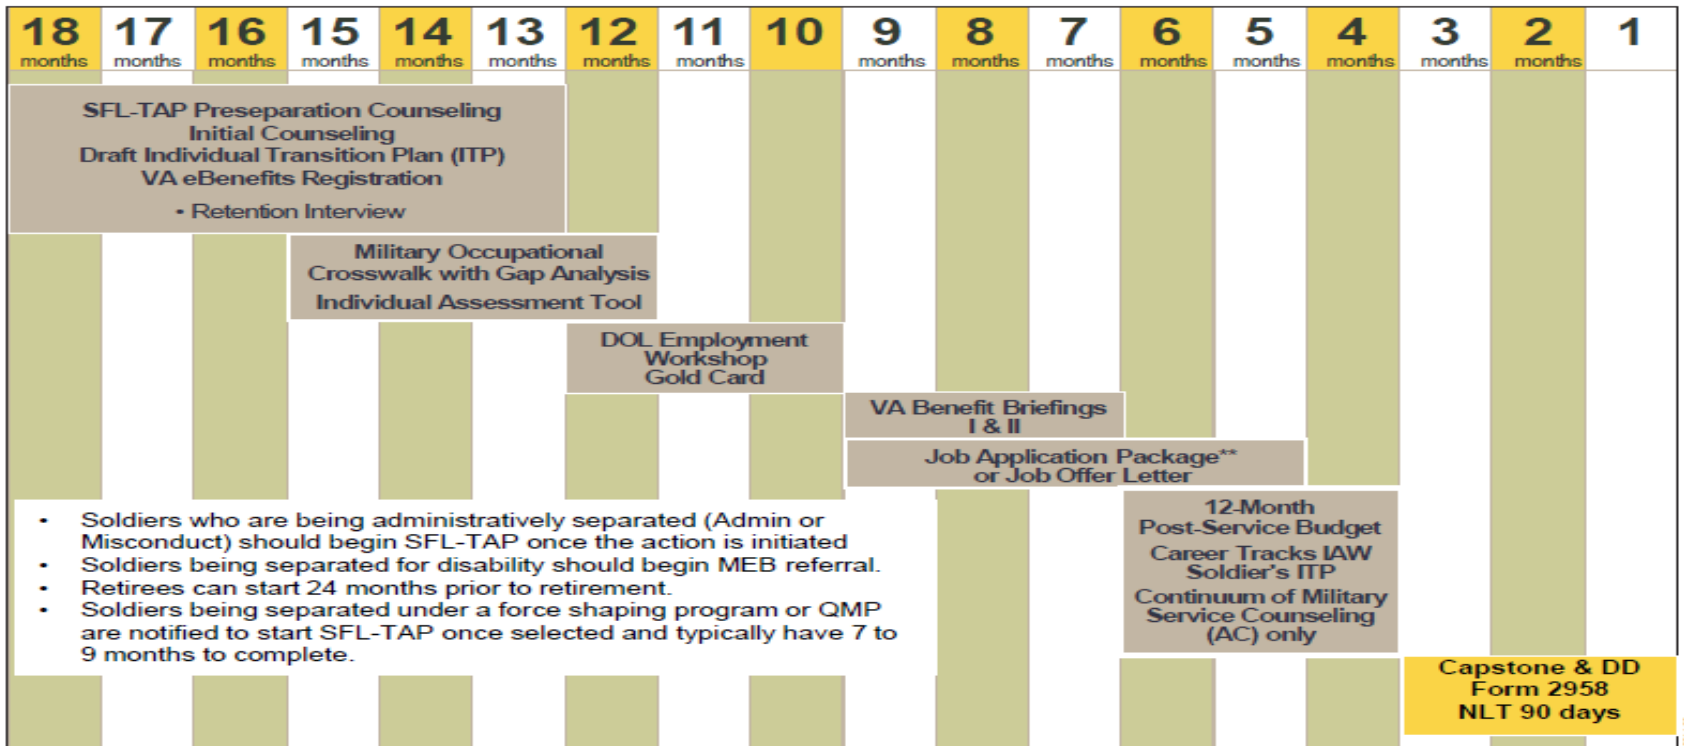 18 17 16 15 14 13 12 11 10 9 8 7 6 5 4 3 2 1
months months months months months months months months months months months months months months months months
SFL-TAP Preseparation Counseling
Initial Counseling
Draft Individual Transition Plan (ITP)
VA eBenefits Registration
• Retention Interview
Military Occupational
Crosswalk with Gap Analysis
Individual Assessment Tool
DOL Employment
Workshop
Gold Card
VA Benefit Briefings
I & II
Job Application Package**
or Job Offer Letter
12-Month
Post-Service Budget
Career Tracks IAW
Soldier's ITP
Continuum of Military
Service Counseling
(AC) only
• Soldiers who are being administratively separated (Admin or
Misconduct) should begin SFL-TAP once the action is initiated
• Soldiers being separated for disability should begin MEB referral.
• Retirees can start 24 months prior to retirement.
• Soldiers being separated under a force shaping program or QMP
are notified to start SFL-TAP once selected and typically have 7 to
9 months to complete.
Capstone & DD
Form 2958
NLT 90 days